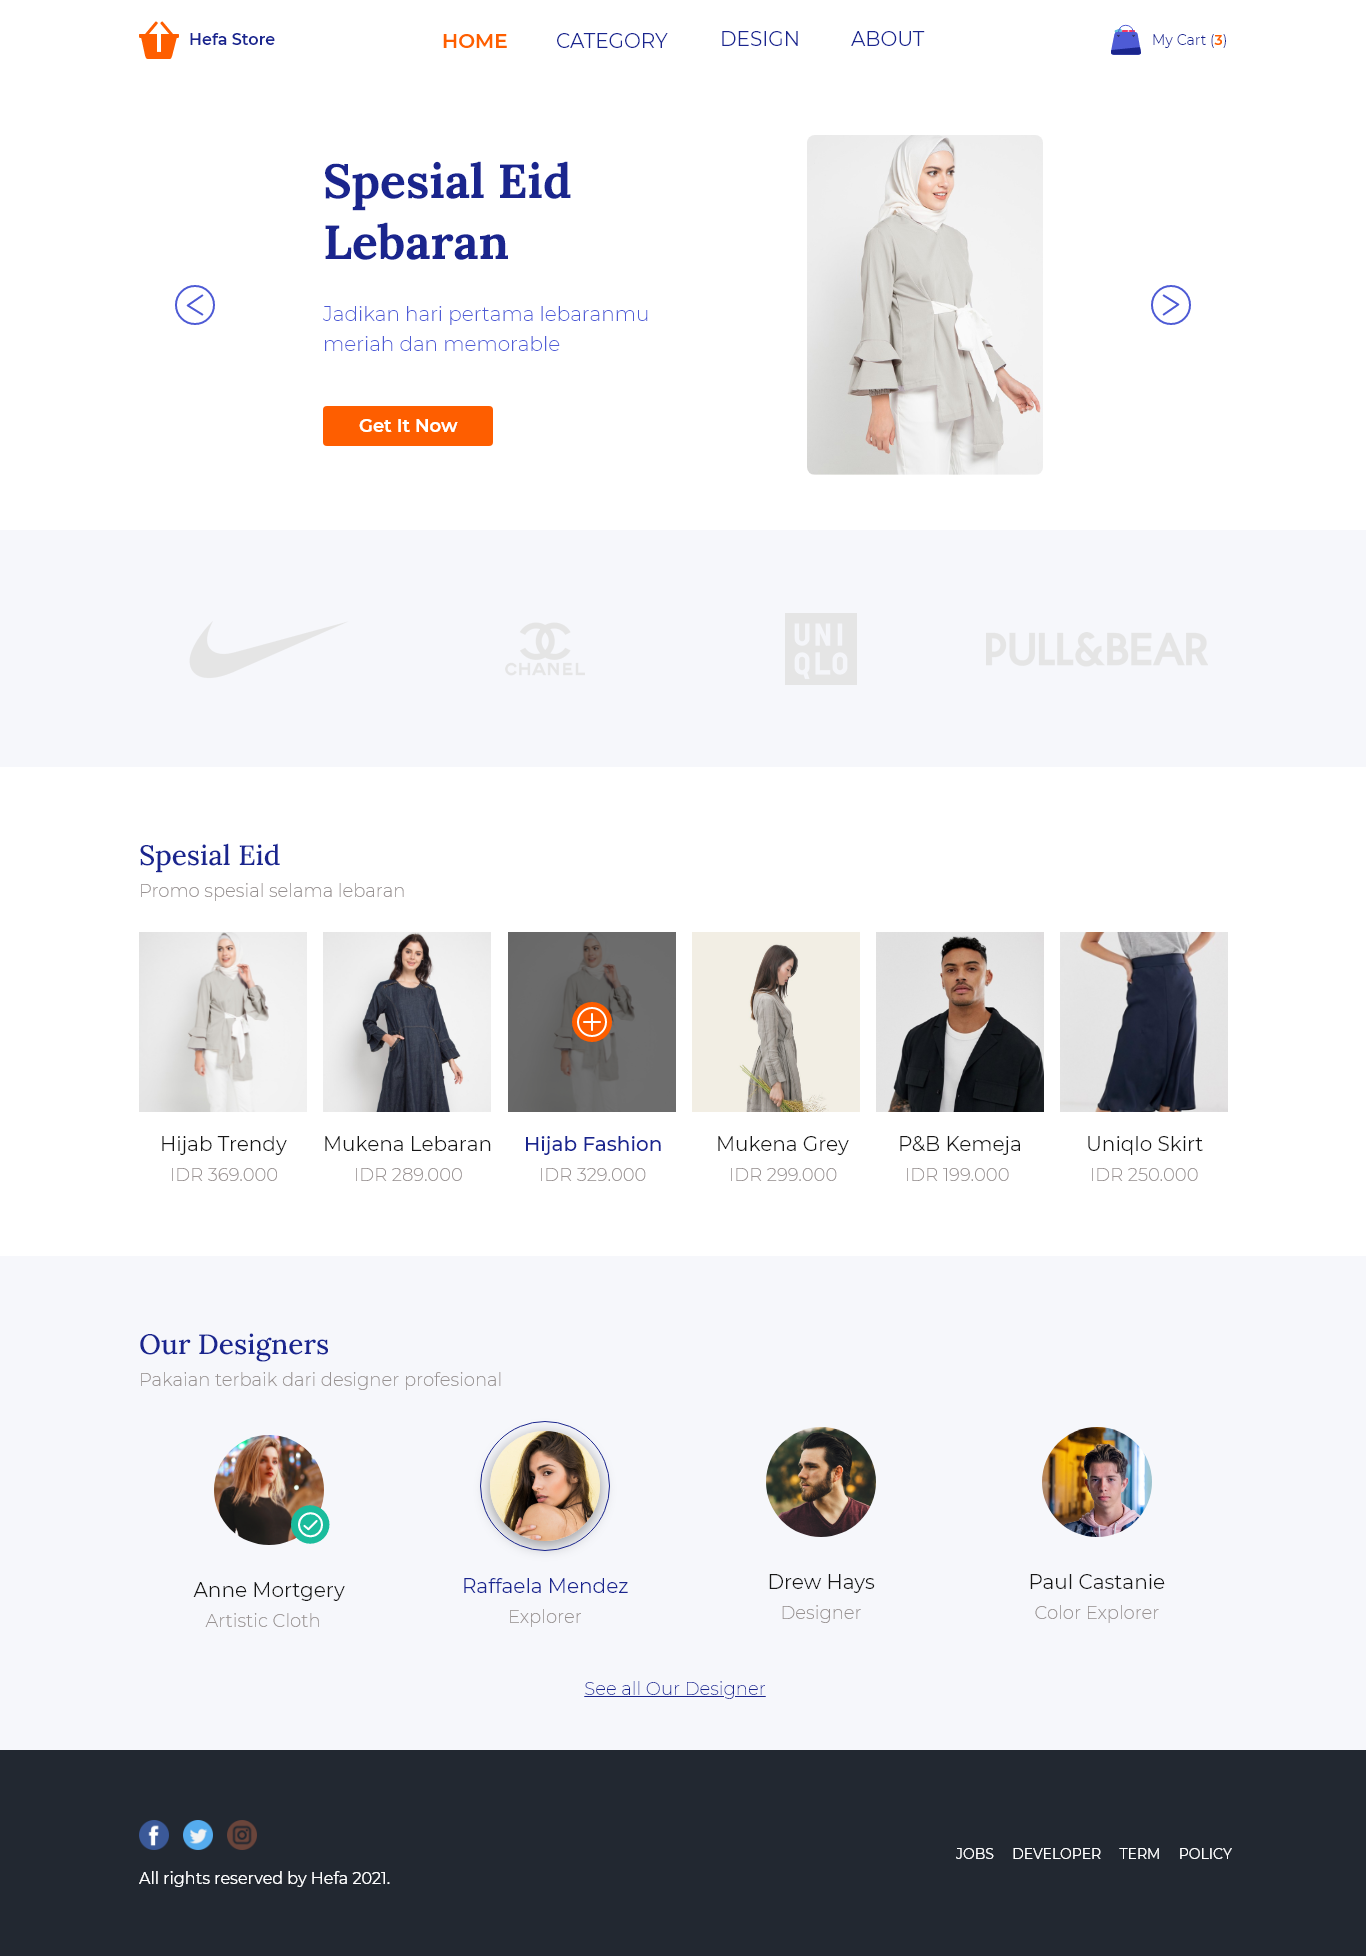 Hefa Store
HOME
CATEGORY
DESIGN
ABOUT
My Cart (3)
Spesial Eid
Lebaran
Jadikan hari pertama lebaranmu
meriah dan memorable
Get It Now
CHANEL
UNI
QLO
PULL&BEAR
Spesial Eid
Promo spesial selama lebaran
Hijab Trendy
IDR 369.000
Mukena Lebaran
IDR 289.000
Hijab Fashion
IDR 329.000
Mukena Grey
IDR 299.000
P&B Kemeja
IDR 199.000
Uniqlo Skirt
IDR 250.000
Our Designers
Pakaian terbaik dari designer profesional
Anne Mortgery
Artistic Cloth
Raffaela Mendez
Explorer
Drew Hays
Designer
Paul Castanie
Color Explorer
See all Our Designer
All rights reserved by Hefa 2021.
JOBS
DEVELOPER
TERM
POLICY